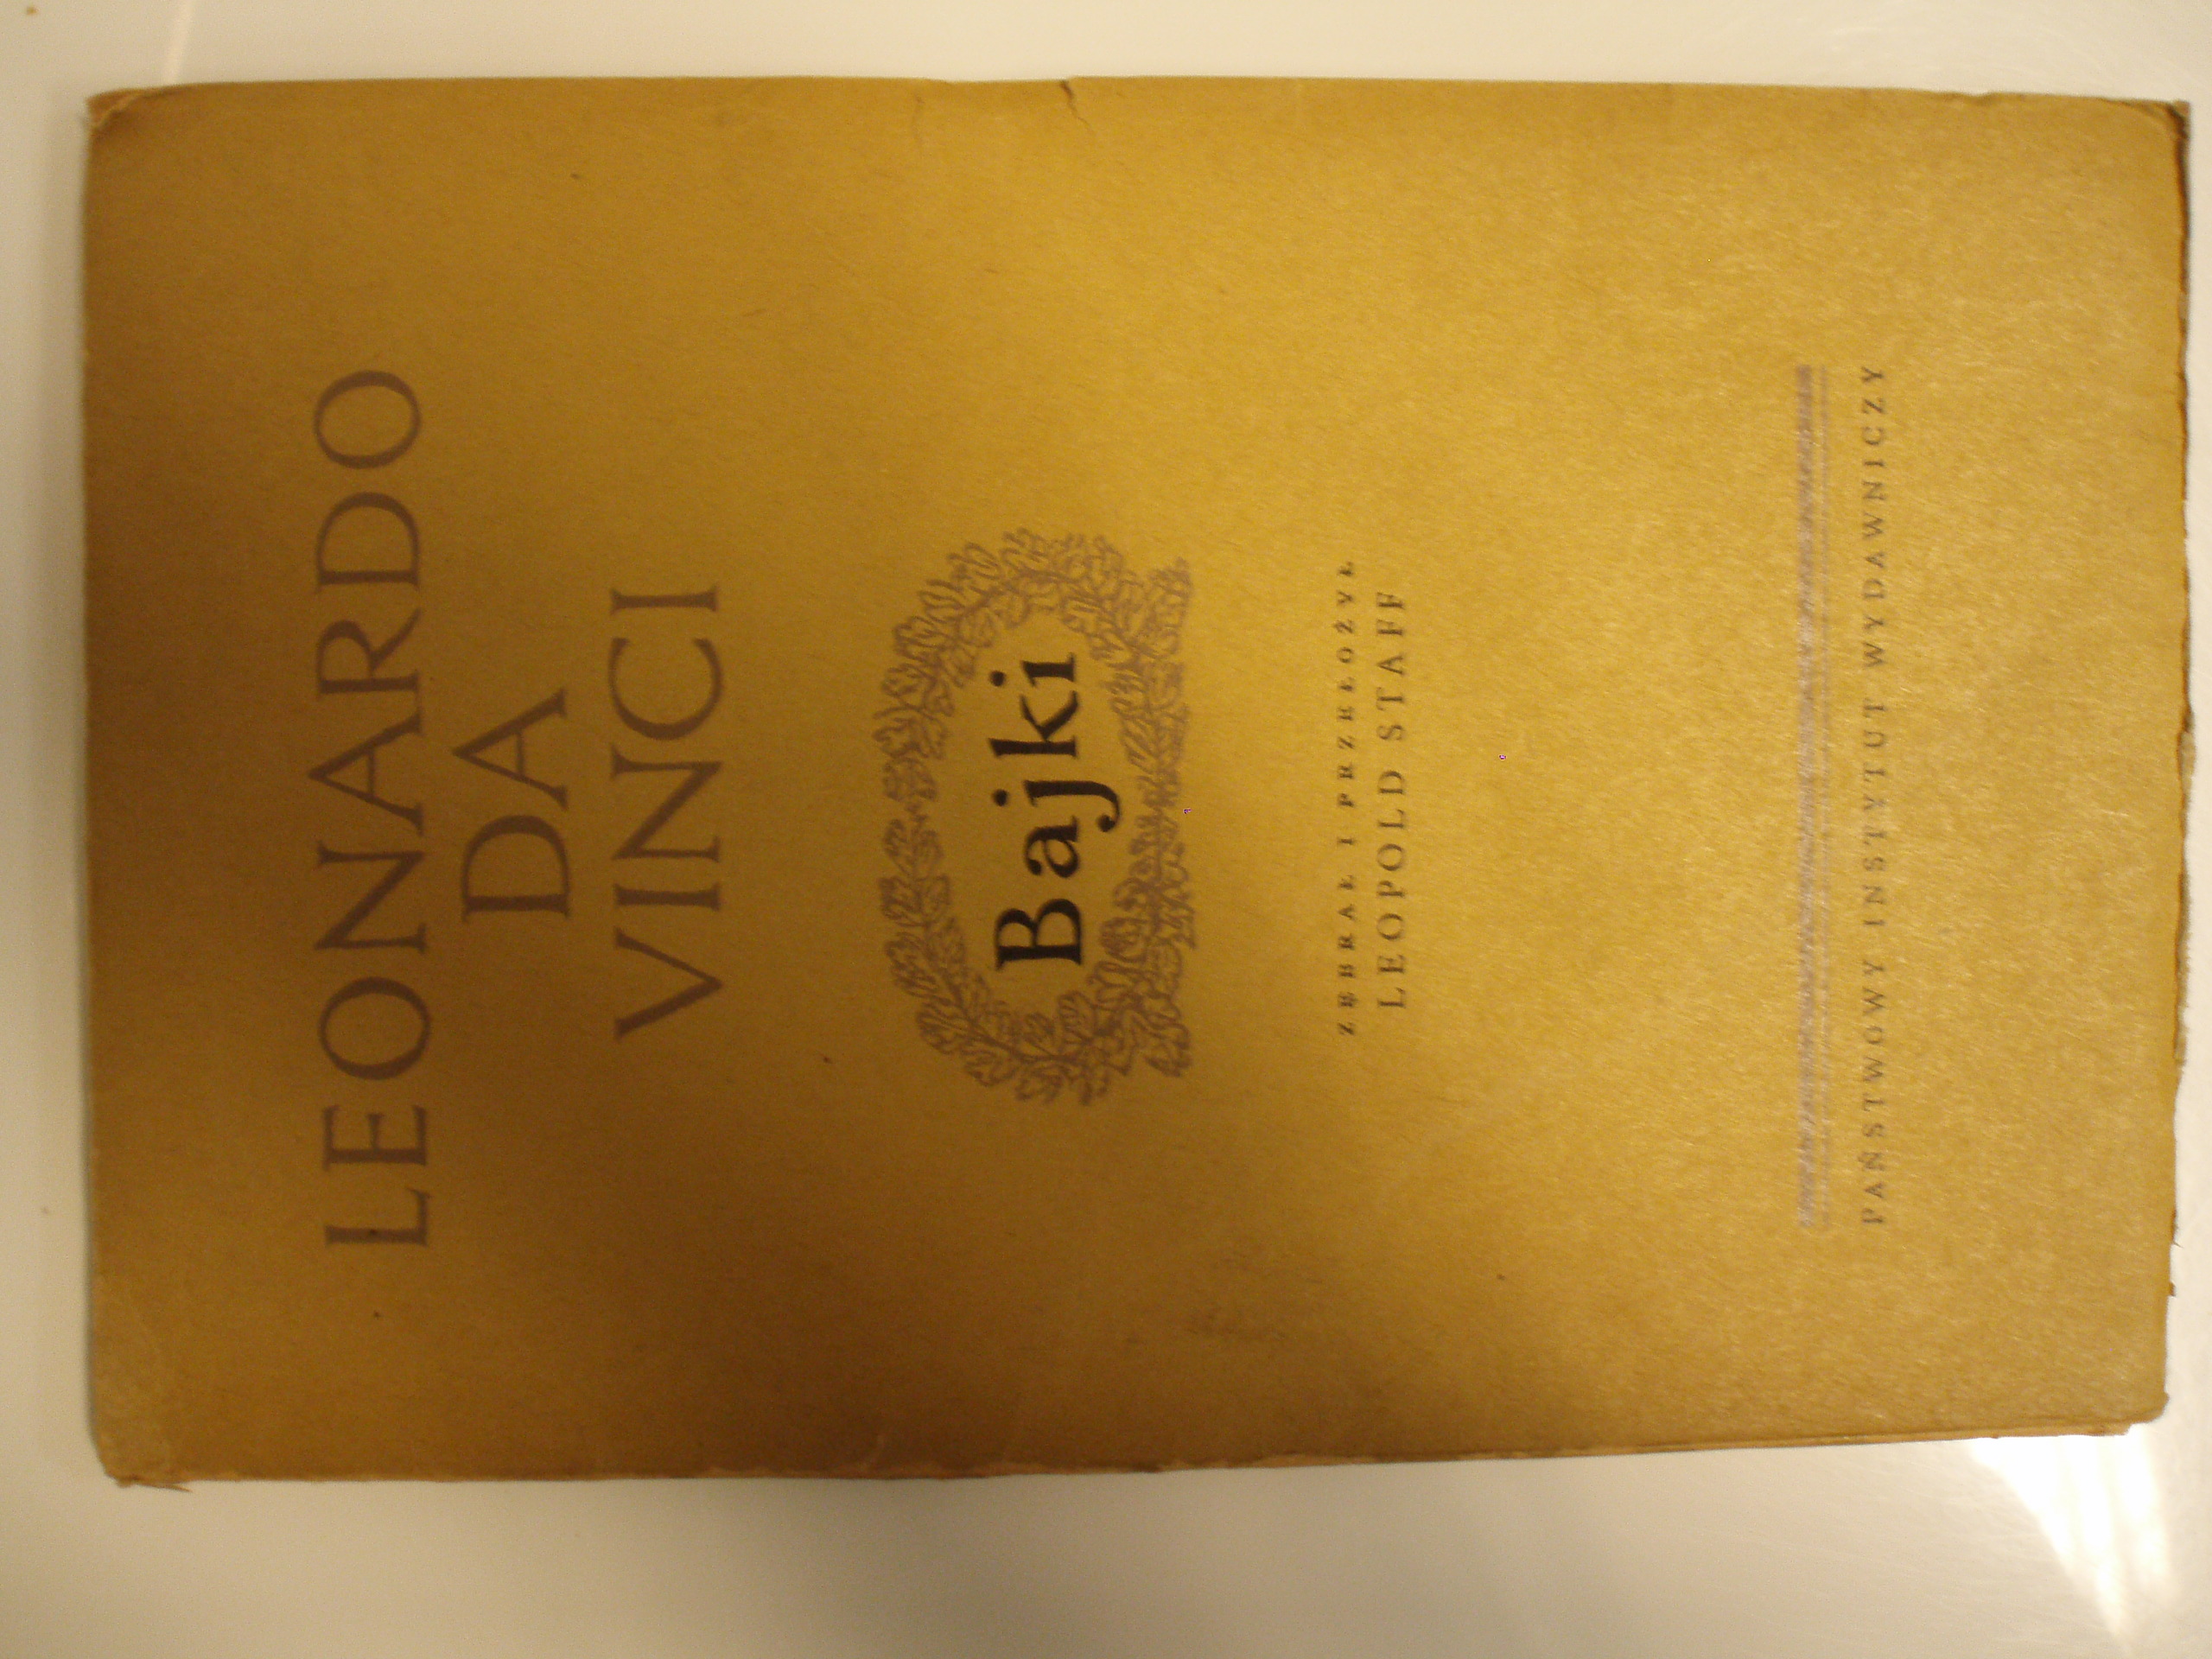 LEONARDO
DA
VINCI
Bajki
ZEBRAŁ I PRZEŁOŻYŁ
LEOPOLD STAFF
PAŃSTWOWY INSTYTUT WYDAWNICZY